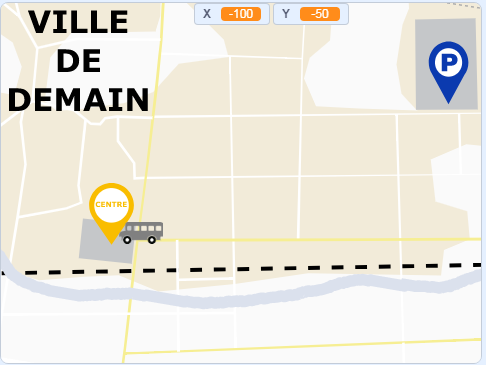 VILLE
DE
DEMAIN
X -100 Y -50
P
CENTRE